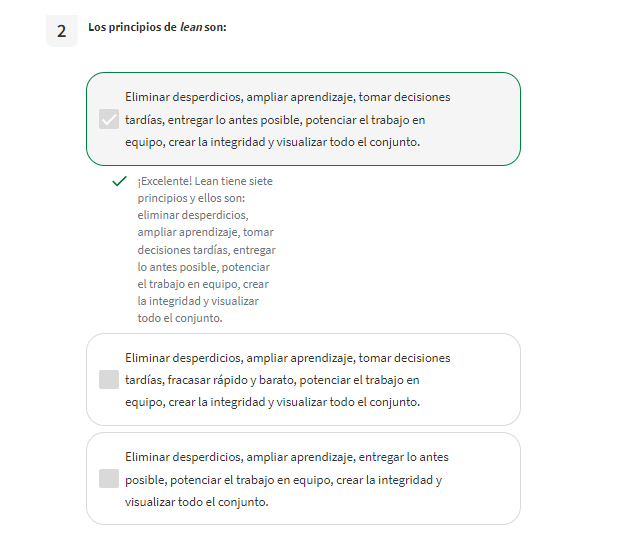 2
Los principios de lean son:
Eliminar desperdicios, ampliar aprendizaje, tomar decisiones
tardías, entregar lo antes posible, potenciar el trabajo en
equipo, crear la integridad y visualizar todo el conjunto.
¡Excelente! Lean tiene siete
principios y ellos son:
eliminar desperdicios,
ampliar aprendizaje, tomar
decisiones tardías, entregar
lo antes posible, potenciar
el trabajo en equipo, crear
la integridad y visualizar
todo el conjunto.
Eliminar desperdicios, ampliar aprendizaje, tomar decisiones
tardías, fracasar rápido y barato, potenciar el trabajo en
equipo, crear la integridad y visualizar todo el conjunto.
Eliminar desperdicios, ampliar aprendizaje, entregar lo antes
posible, potenciar el trabajo en equipo, crear la integridad y
visualizar todo el conjunto.